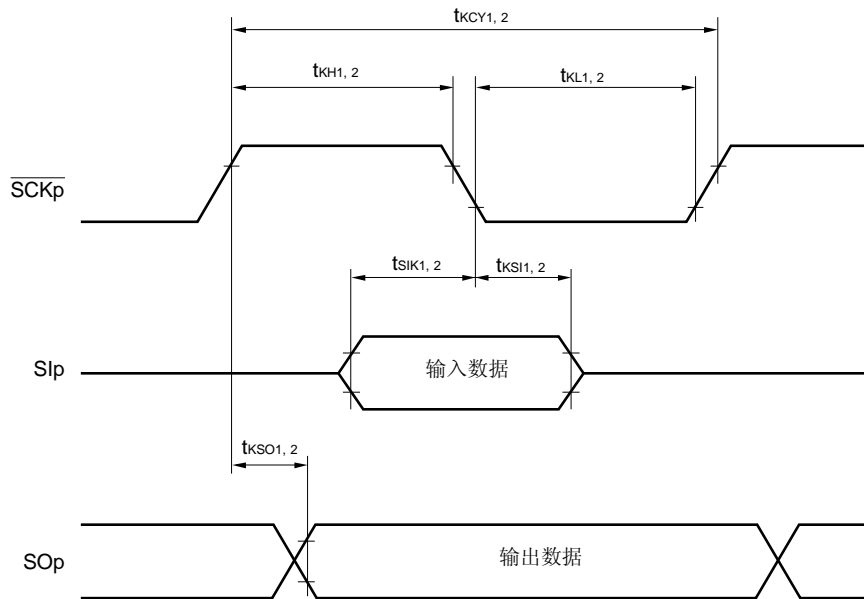 tKCY1, 2
tKH1, 2
tKL1, 2
SCKp
tSIK1, 2
tKSI1, 2
SIp
输入数据
tKSO1, 2
SOp
输出数据